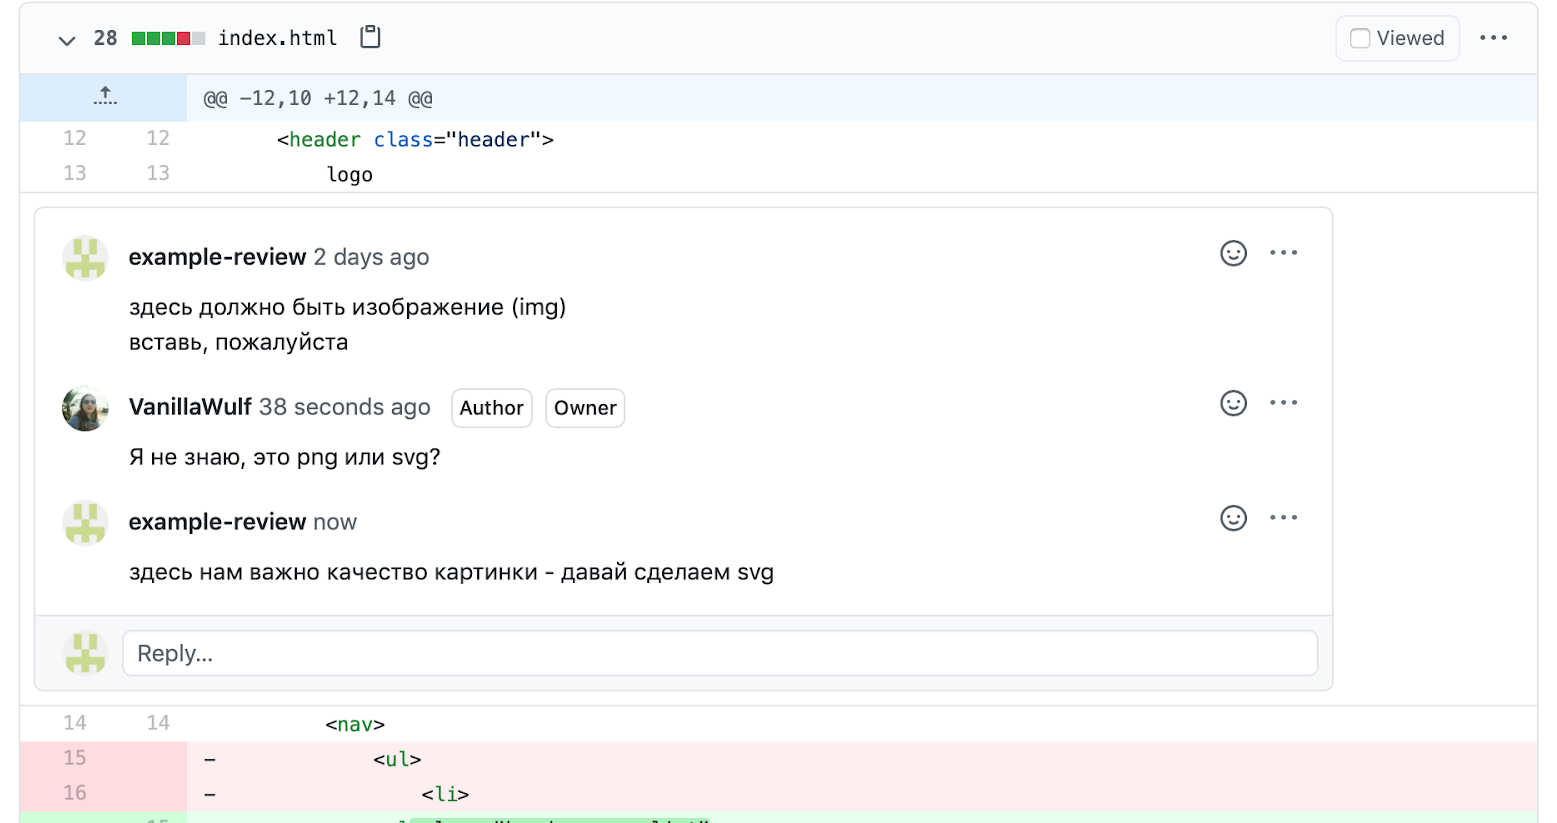 28 index.html Viewed
@@ -12,10 +12,14 @@
12 12 <header class="header">
13 13 logo
example-review 2 days ago
здесь должно быть изображение (img)
вставь, пожалуйста
VanillaWulf 38 seconds ago Author Owner
Я не знаю, это png или svg?
example-review now
здесь нам важно качество картинки - давай сделаем svg
Reply...
14 14 <nav>
15 - <ul>
16 - <li>